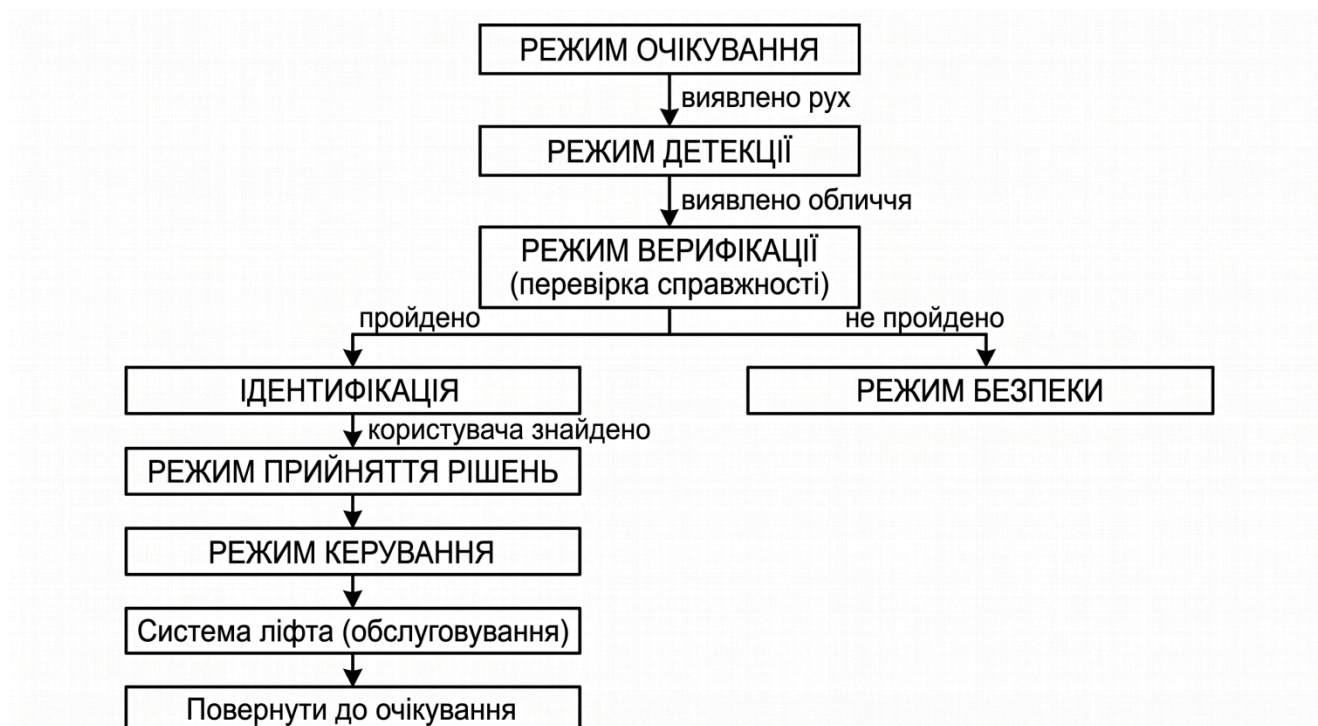 РЕЖИМ ОЧІКУВАННЯ
виявлено рух
РЕЖИМ ДЕТЕКЦІЇ
виявлено обличчя
РЕЖИМ ВЕРИФІКАЦІЇ
(перевірка справжності)
пройдено
не пройдено
ІДЕНТИФІКАЦІЯ
РЕЖИМ БЕЗПЕКИ
користувача знайдено
РЕЖИМ ПРИЙНЯТТЯ РІШЕНЬ
РЕЖИМ КЕРУВАННЯ
Система ліфта (обслуговування)
Повернути до очікування